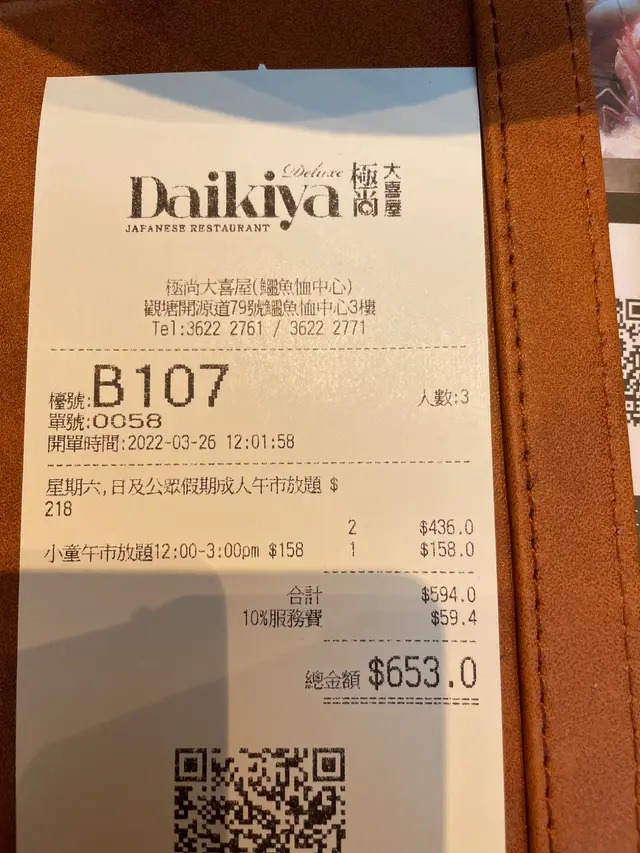 Deluxe
Daikiya 極尚 大喜屋
JAPANESE RESTAURANT
極尚大喜屋(鱷魚恤中心)
觀塘開源道79號鱷魚恤中心3樓
Tel:3622 2761 / 3622 2771
檯號:B107 人數:3
單號:0058
開單時間:2022-03-26 12:01:58
星期六,日及公眾假期成人午市放題 $
218
2 $436.0
小童午市放題12:00-3:00pm $158 1 $158.0
合計 $594.0
10%服務費 $59.4
總金額 $653.0